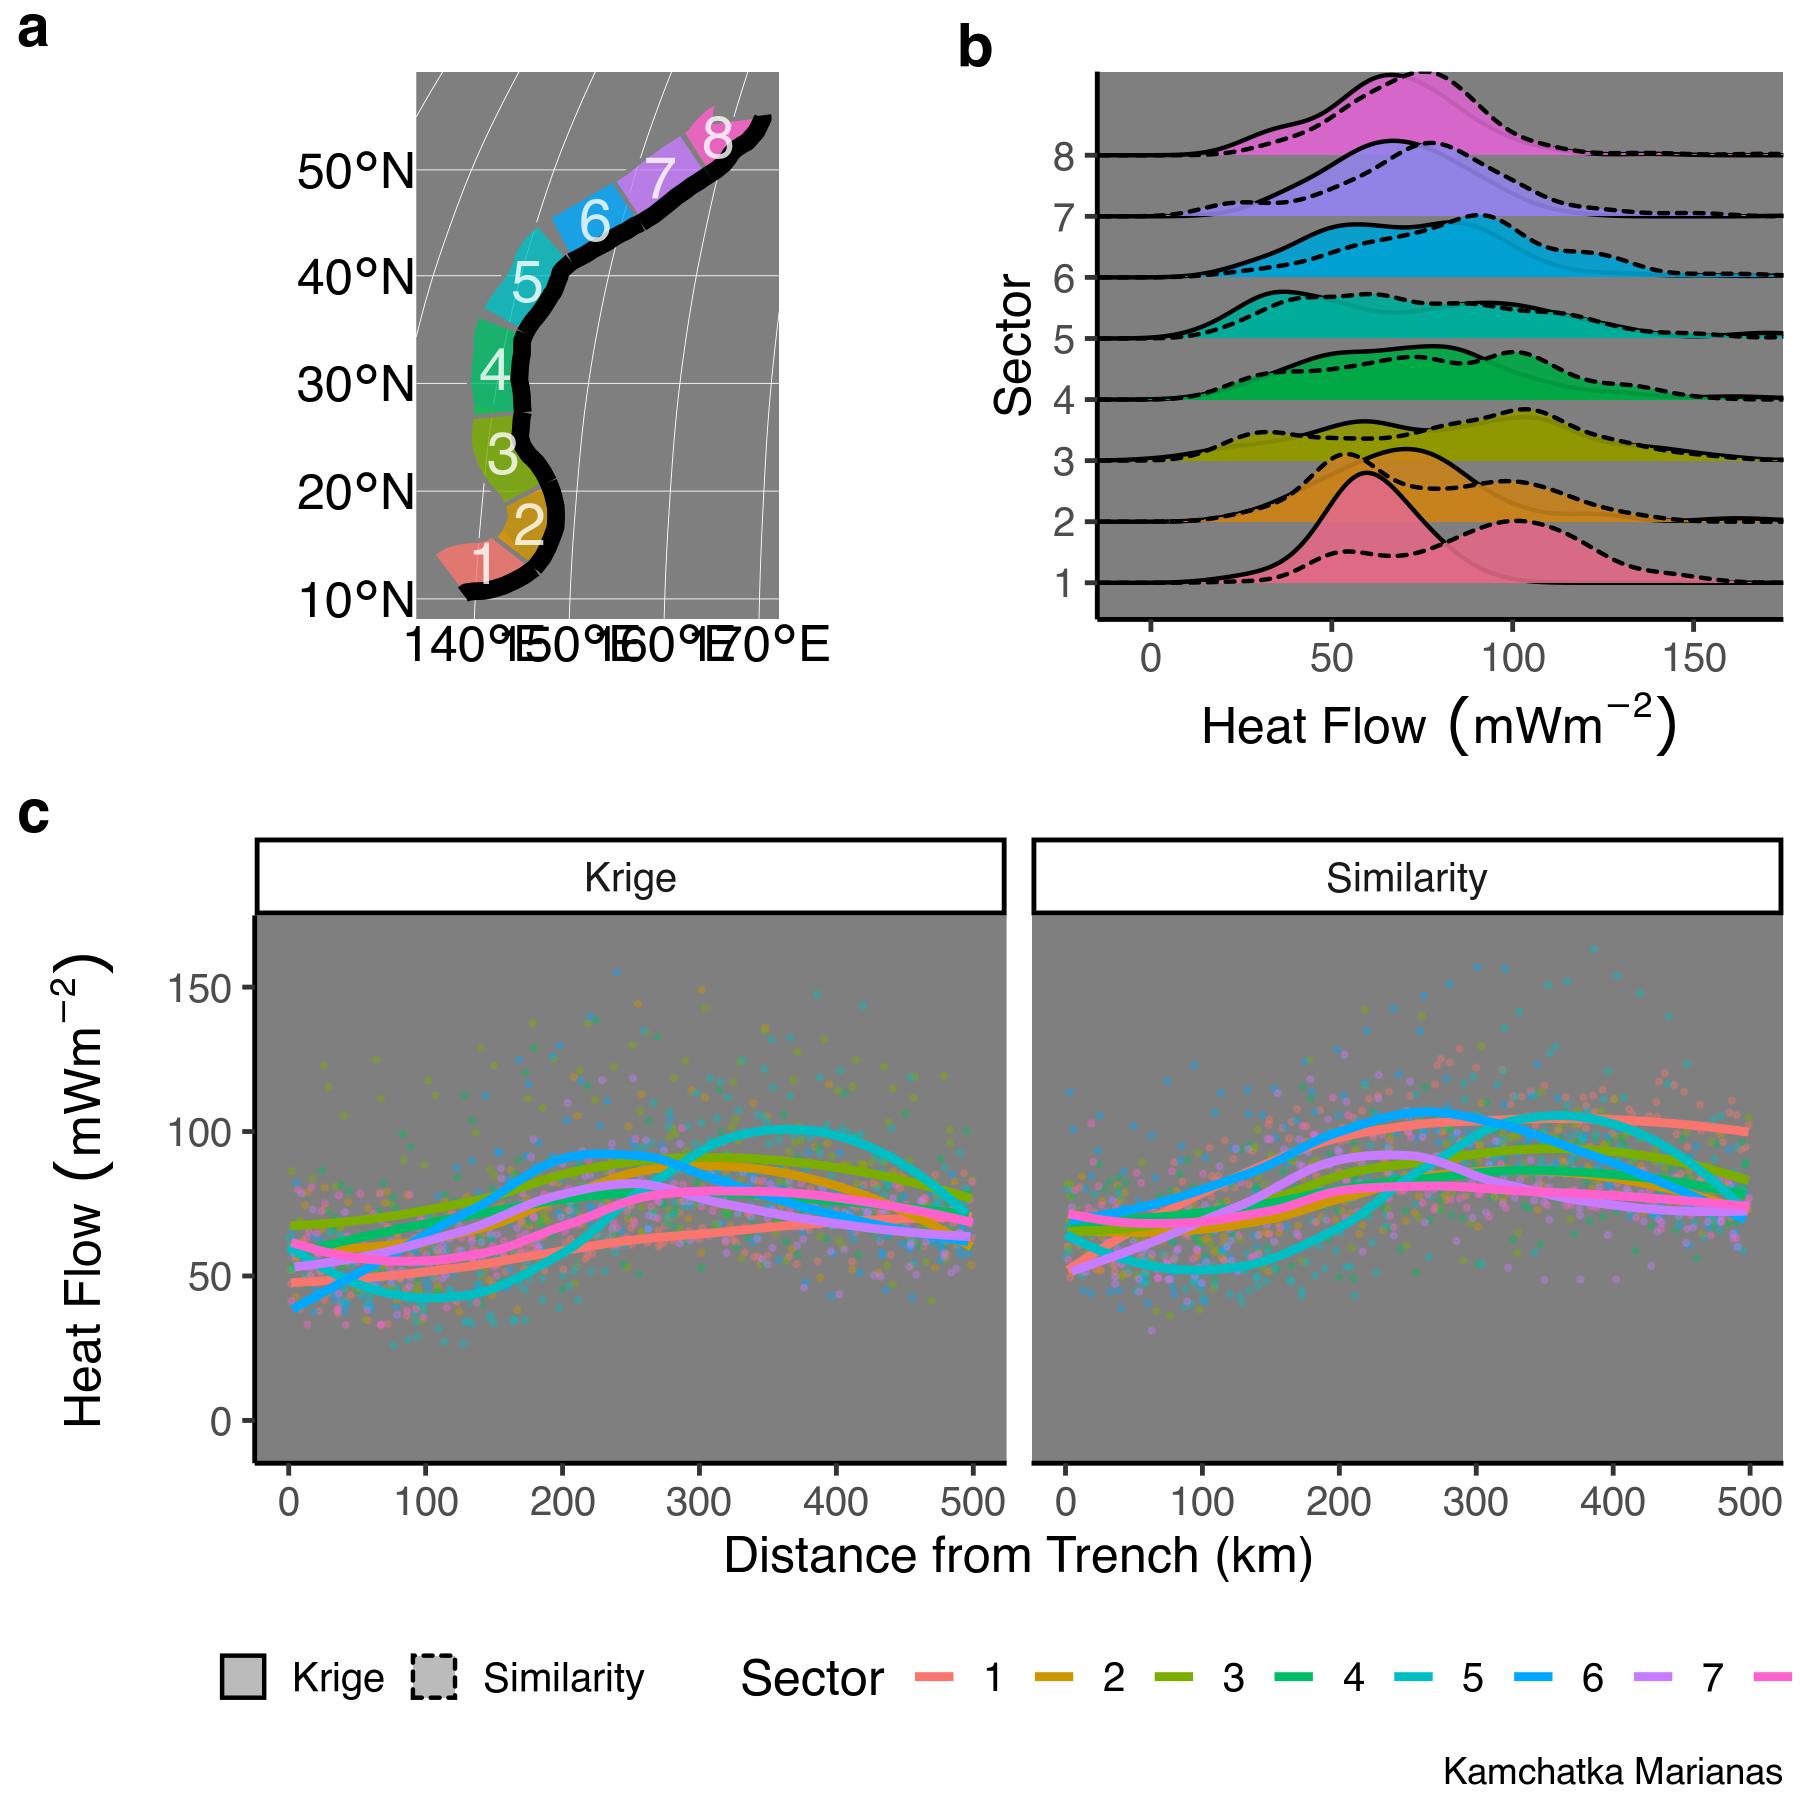 a
50°N
40°N
30°N
20°N
10°N
140°E 150°E 160°E 170°E
1
2
3
4
5
6
7
8
b
Sector
8
7
6
5
4
3
2
1
0 50 100 150
Heat Flow (mWm⁻²)
c
Krige Similarity
Heat Flow (mWm⁻²)
150
100
50
0
0 100 200 300 400 500 0 100 200 300 400 500
Distance from Trench (km)
Krige Similarity Sector 1 2 3 4 5 6 7
Kamchatka Marianas